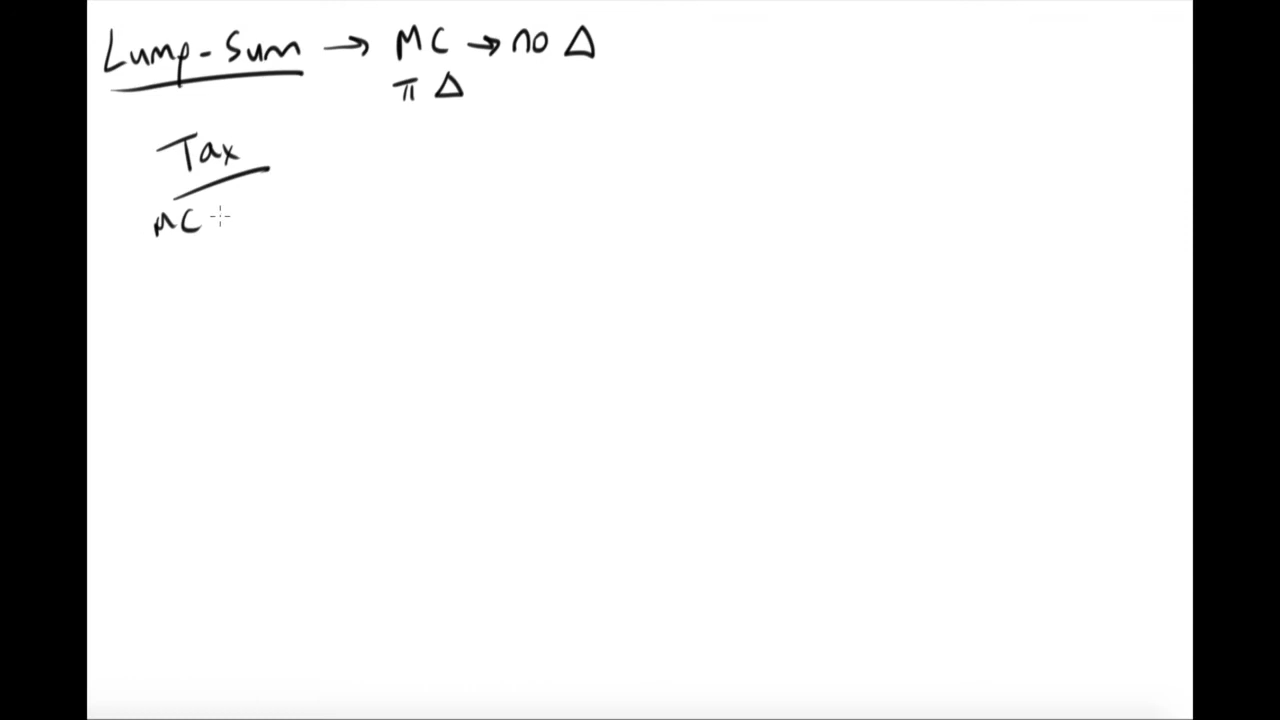 Lump-Sum → MC → no Δ
π Δ
Tax
MC